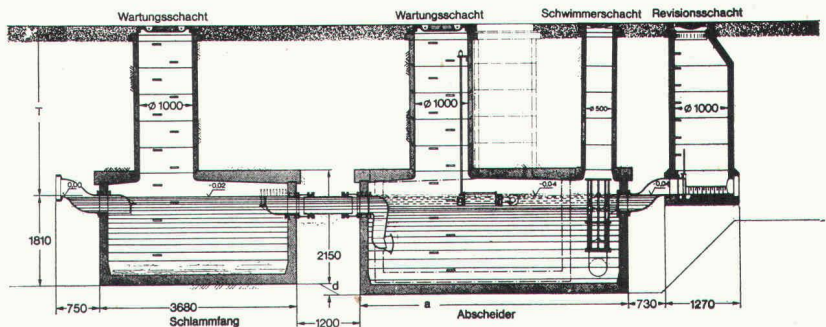 Wartungsschacht
Wartungsschacht
Schwimmerschacht
Revisionsschacht
T
Ø 1000
Ø 1000
Ø 500
Ø 1000
0,00
-0,02
-0,04
-0,04
1810
2150
d
750
3680
1200
a
730
1270
Schlammfang
Abscheider